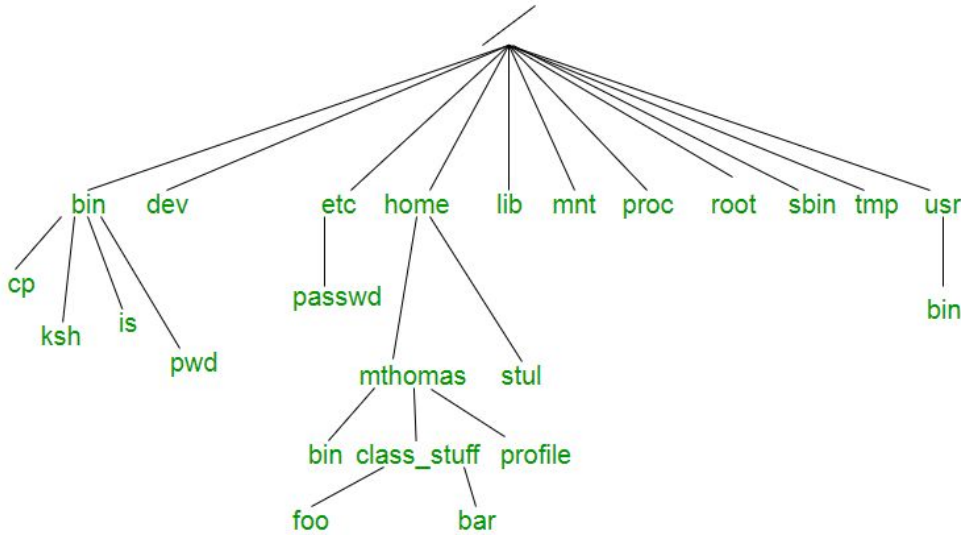 /
bin dev etc home lib mnt proc root sbin tmp usr
cp
passwd
bin
ksh
is
pwd
mthomas stul
bin class_stuff profile
foo bar